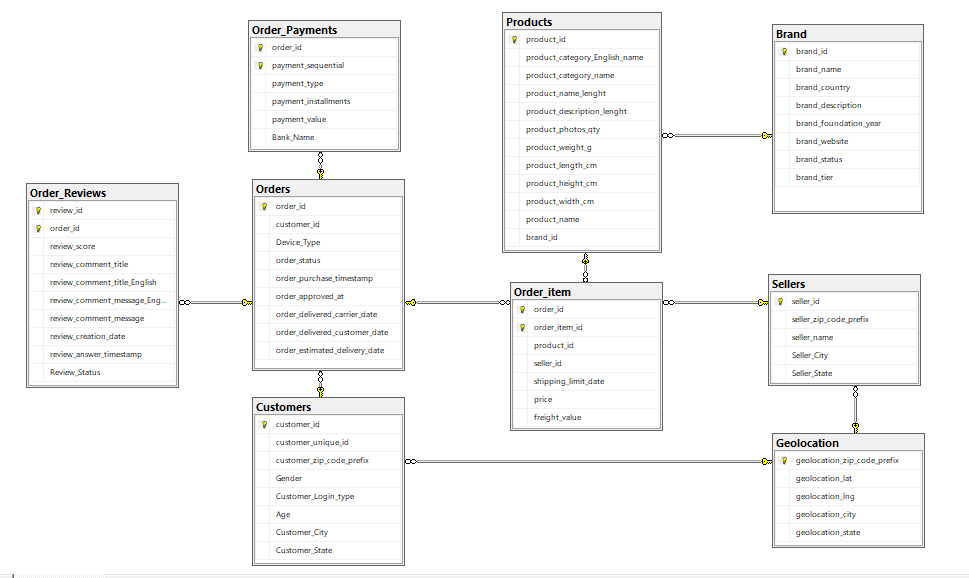 Order_Payments
order_id
payment_sequential
payment_type
payment_installments
payment_value
Bank_Name
Products
product_id
product_category_English_name
product_category_name
product_name_lenght
product_description_lenght
product_photos_qty
product_weight_g
product_length_cm
product_height_cm
product_width_cm
product_name
brand_id
Brand
brand_id
brand_name
brand_country
brand_description
brand_foundation_year
brand_website
brand_status
brand_tier
Order_Reviews
review_id
order_id
review_score
review_comment_title
review_comment_title_English
review_comment_message_Eng...
review_comment_message
review_creation_date
review_answer_timestamp
Review_Status
Orders
order_id
customer_id
Device_Type
order_status
order_purchase_timestamp
order_approved_at
order_delivered_carrier_date
order_delivered_customer_date
order_estimated_delivery_date
Order_item
order_id
order_item_id
product_id
seller_id
shipping_limit_date
price
freight_value
Sellers
seller_id
seller_zip_code_prefix
seller_name
Seller_City
Seller_State
Customers
customer_id
customer_unique_id
customer_zip_code_prefix
Gender
Customer_Login_type
Age
Customer_City
Customer_State
Geolocation
geolocation_zip_code_prefix
geolocation_lat
geolocation_lng
geolocation_city
geolocation_state